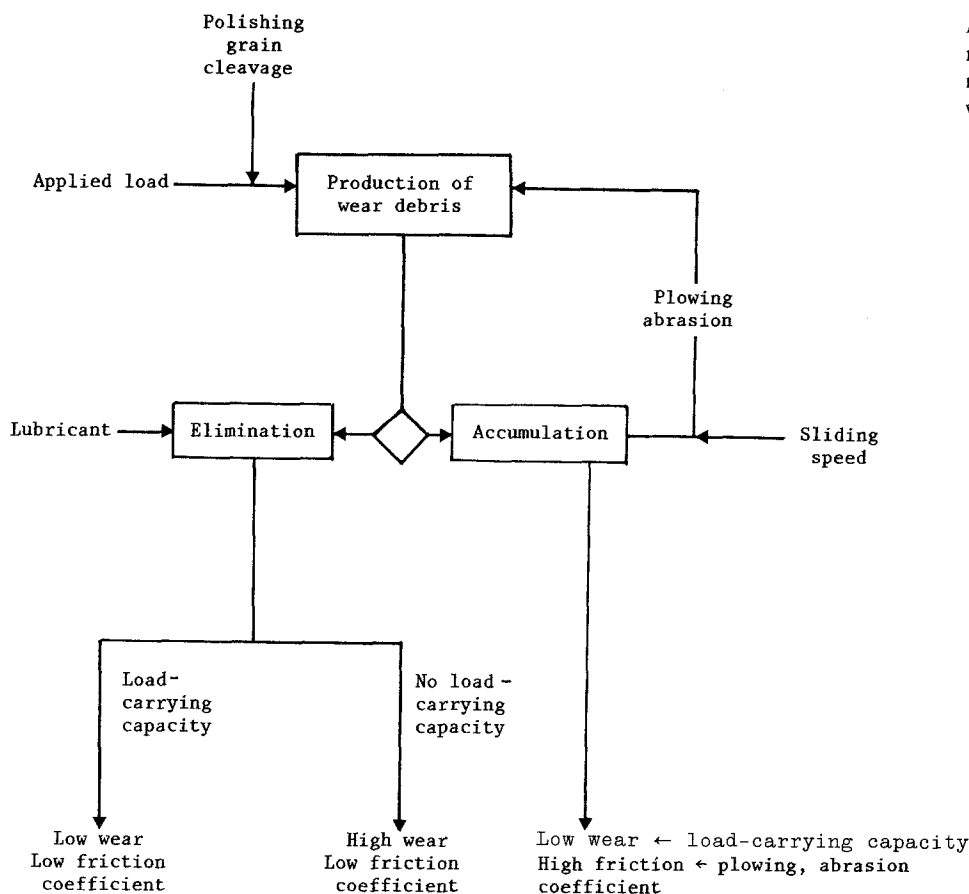 Polishing
grain
cleavage
Applied load
Production of
wear debris
Plowing
abrasion
Lubricant
Elimination
Accumulation
Sliding
speed
Load-
carrying
capacity
No load -
carrying
capacity
Low wear
Low friction
coefficient
High wear
Low friction
coefficient
Low wear ← load-carrying capacity
High friction ← plowing, abrasion
coefficient